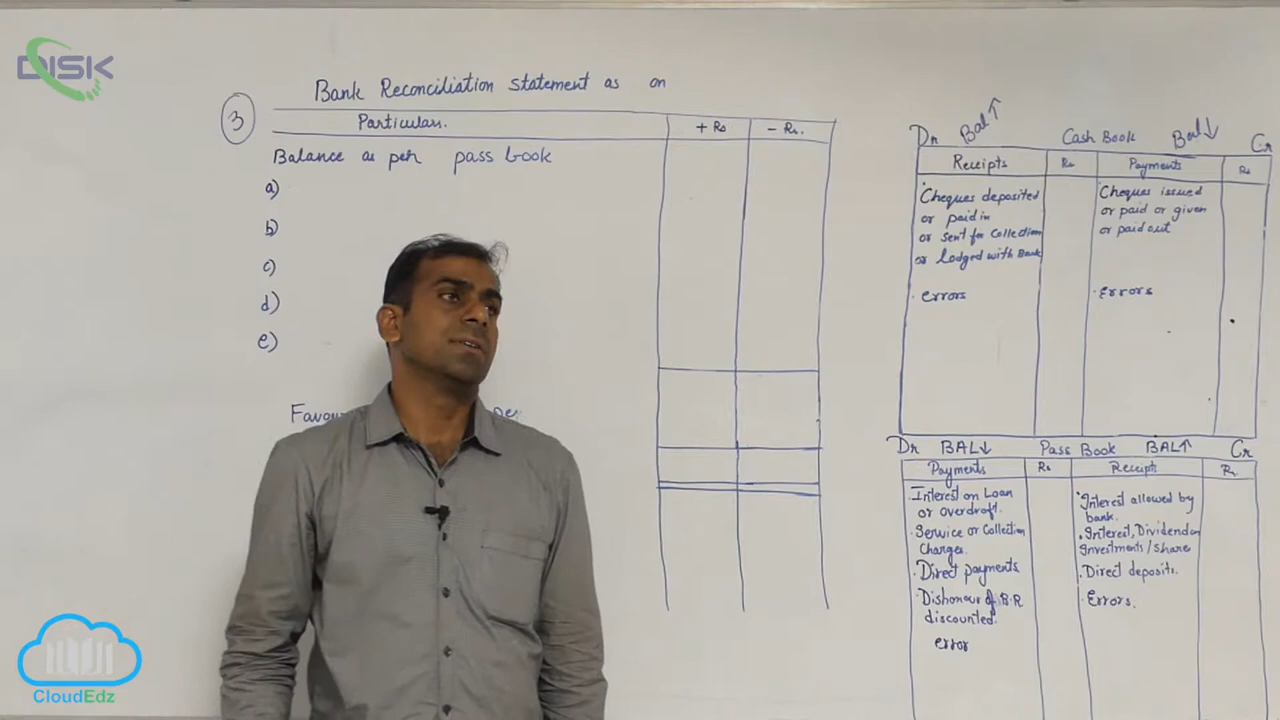 DISK
Bank Reconciliation statement as on
3
Particulars.
+ Rs
- Rs.
Balance as per pass book
a)
b)
c)
d)
e)
Favou
CloudEdz
Dr Bal↑ Cash Book Bal↓ Cr
Receipts Rs Payments Rs
Cheques deposited
or paid in
or sent for Collection
or lodged with Bank
· Errors
Cheques issued
or paid or given
or paid out
· Errors
Dr BAL↓ Pass Book BAL↑ Cr
Payments Rs Receipts R
· Interest on Loan
or overdraft.
· Service or Collection
Charges.
· Direct payments
· Dishonour of B.R
discounted.
error
· Interest allowed by
bank.
· Interest, Dividend on
Investments/Share
· Direct deposits.
· Errors.